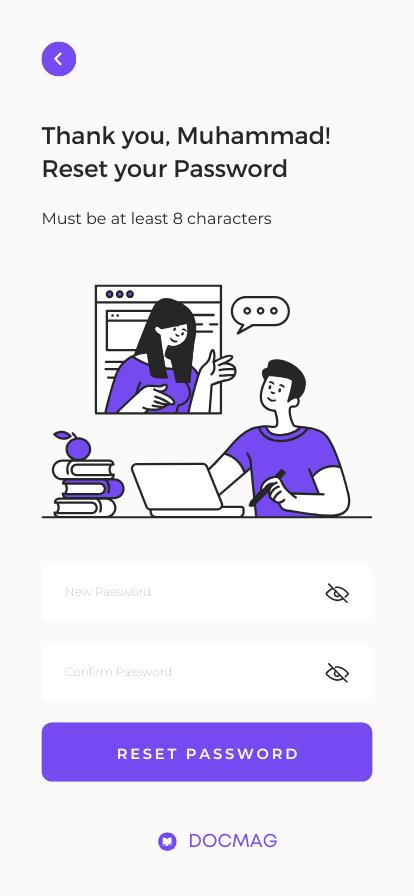 Thank you, Muhammad!
Reset your Password
Must be at least 8 characters
New Password
Confirm Password
RESET PASSWORD
DOCMAG